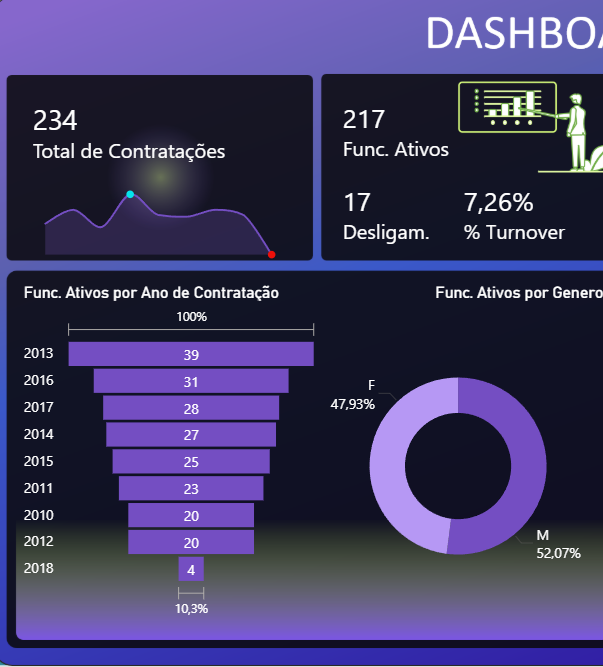 DASHBOA
234
Total de Contratações
217
Func. Ativos
17
Desligam.
7,26%
% Turnover
Func. Ativos por Ano de Contratação
100%
2013 39
2016 31
2017 28
2014 27
2015 25
2011 23
2010 20
2012 20
2018 4
10,3%
Func. Ativos por Genero
F
47,93%
M
52,07%